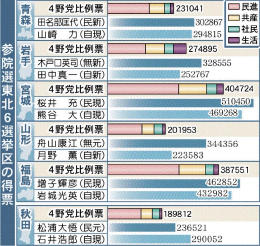 参院選東北6選挙区の得票
民進
共産
社民
生活
青森
4野党比例票 231041
田名部匡代(民新) 302867
山崎 力(自現) 294815
岩手
4野党比例票 274895
木戸口英司(無新) 328555
田中真一(自新) 252767
宮城
4野党比例票 404724
桜井 充(民現) 510450
熊谷 大(自現) 469268
山形
4野党比例票 201953
舟山康江(無元) 344356
月野 薫(自新) 223583
福島
4野党比例票 387551
増子輝彦(民現) 462852
岩城光英(自現) 432982
秋田
4野党比例票 189812
松浦大悟(民元) 236521
石井浩郎(自現) 290052